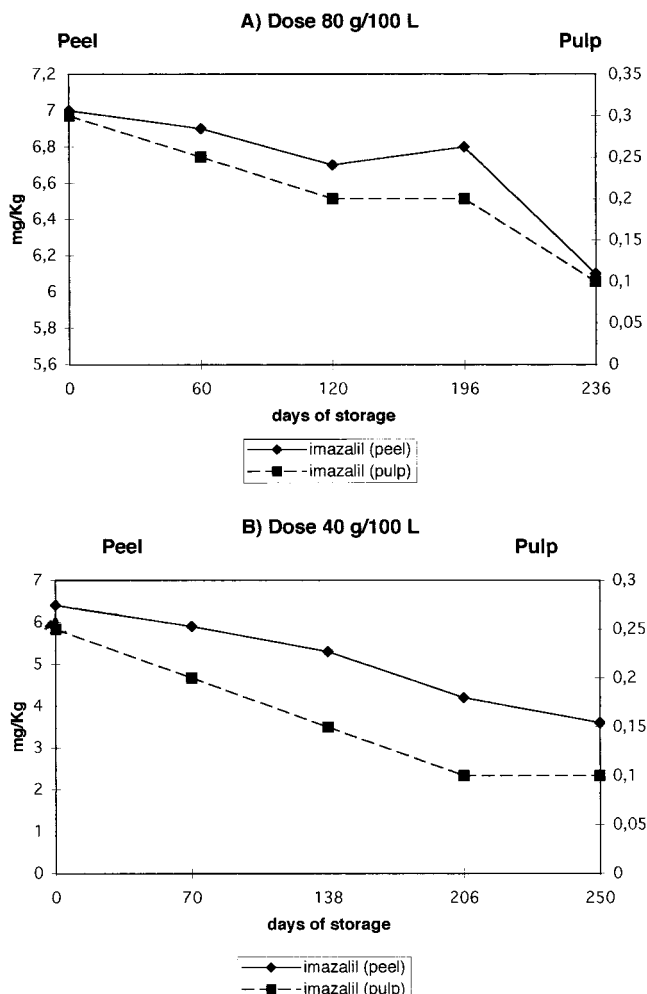 A) Dose 80 g/100 L
Peel Pulp
7,2 0,35
7 0,3
6,8 0,25
6,6 0,2
6,4 0,15
6,2 0,1
6 0,05
5,8 0
5,6
mg/Kg
0 60 120 196 236
days of storage
imazalil (peel)
imazalil (pulp)
B) Dose 40 g/100 L
Peel Pulp
7 0,3
6 0,25
5 0,2
4 0,15
3 0,1
2 0,05
1 0
0
mg/Kg
0 70 138 206 250
days of storage
imazalil (peel)
imazalil (pulp)